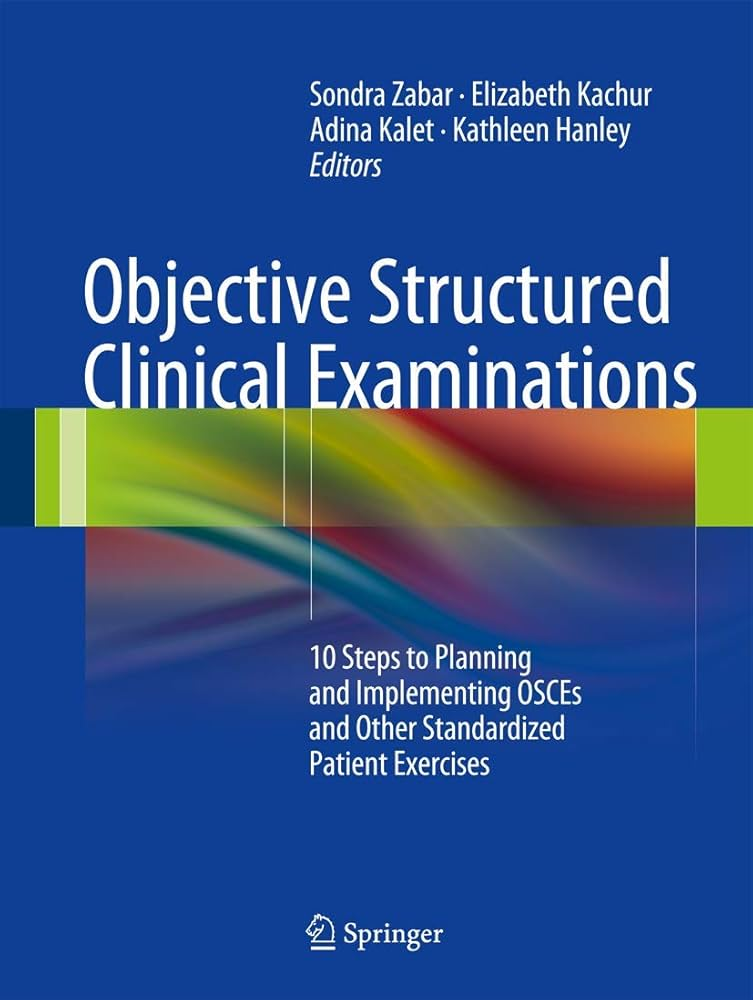 Sondra Zabar · Elizabeth Kachur
Adina Kalet · Kathleen Hanley
Editors
Objective Structured
Clinical Examinations
10 Steps to Planning
and Implementing OSCEs
and Other Standardized
Patient Exercises
Springer